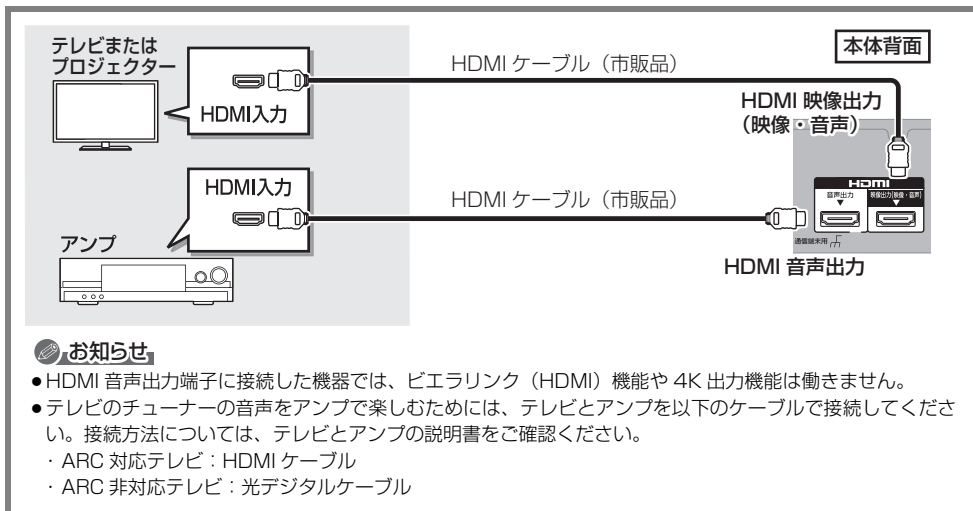 テレビまたは
プロジェクター
HDMI入力
HDMI ケーブル（市販品）
本体背面
HDMI 映像出力
（映像・音声）
HDMI入力
HDMI ケーブル（市販品）
アンプ
HDMI
音声出力
映像出力(映像・音声)
通信端末用
HDMI 音声出力
お知らせ
●HDMI 音声出力端子に接続した機器では、ビエラリンク（HDMI）機能や 4K 出力機能は働きません。
●テレビのチューナーの音声をアンプで楽しむためには、テレビとアンプを以下のケーブルで接続してくださ
い。接続方法については、テレビとアンプの説明書をご確認ください。
・ARC 対応テレビ：HDMI ケーブル
・ARC 非対応テレビ：光デジタルケーブル